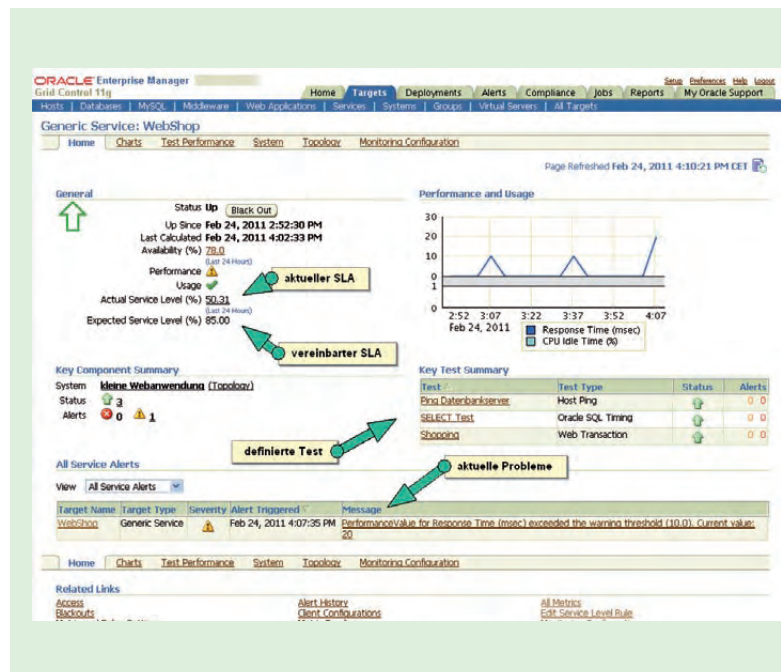 ORACLE Enterprise Manager
Grid Control 11g
Setup Preferences Help Logout
Home Targets Deployments Alerts Compliance Jobs Reports My Oracle Support
Hosts | Databases | MySQL | Middleware | Web Applications | Services | Systems | Groups | Virtual Servers | All Targets
Generic Service: WebShop
Home Charts Test Performance System Topology Monitoring Configuration
Page Refreshed Feb 24, 2011 4:10:21 PM CET
General
Status Up Black Out
Up Since Feb 24, 2011 2:52:30 PM
Last Calculated Feb 24, 2011 4:02:33 PM
Availability (%) 78.0
(Last 24 Hours)
Performance
Usage
Actual Service Level (%) 50.31
(Last 24 Hours)
Expected Service Level (%) 85.00
aktueller SLA
vereinbarter SLA
Performance and Usage
30
20
10
0
1
0
2:52 3:07 3:22 3:37 3:52 4:07
Feb 24, 2011
Response Time (msec)
CPU Idle Time (%)
Key Component Summary
System kleine Webanwendung (Topology)
Status 3
Alerts 0 1
Key Test Summary
Test Test Type Status Alerts
Ping Datenbankserver Host Ping 0 0
SELECT Test Oracle SQL Timing 0 0
Shopping Web Transaction 0 0
definierte Test
aktuelle Probleme
All Service Alerts
View All Service Alerts
Target Name Target Type Severity Alert Triggered Message
WebShop Generic Service Feb 24, 2011 4:07:35 PM PerformanceValue for Response Time (msec) exceeded the warning threshold (10.0). Current value:
20
Home Charts Test Performance System Topology Monitoring Configuration
Related Links
Access Alert History All Metrics
Blackouts Client Configurations Edit Service Level Rule